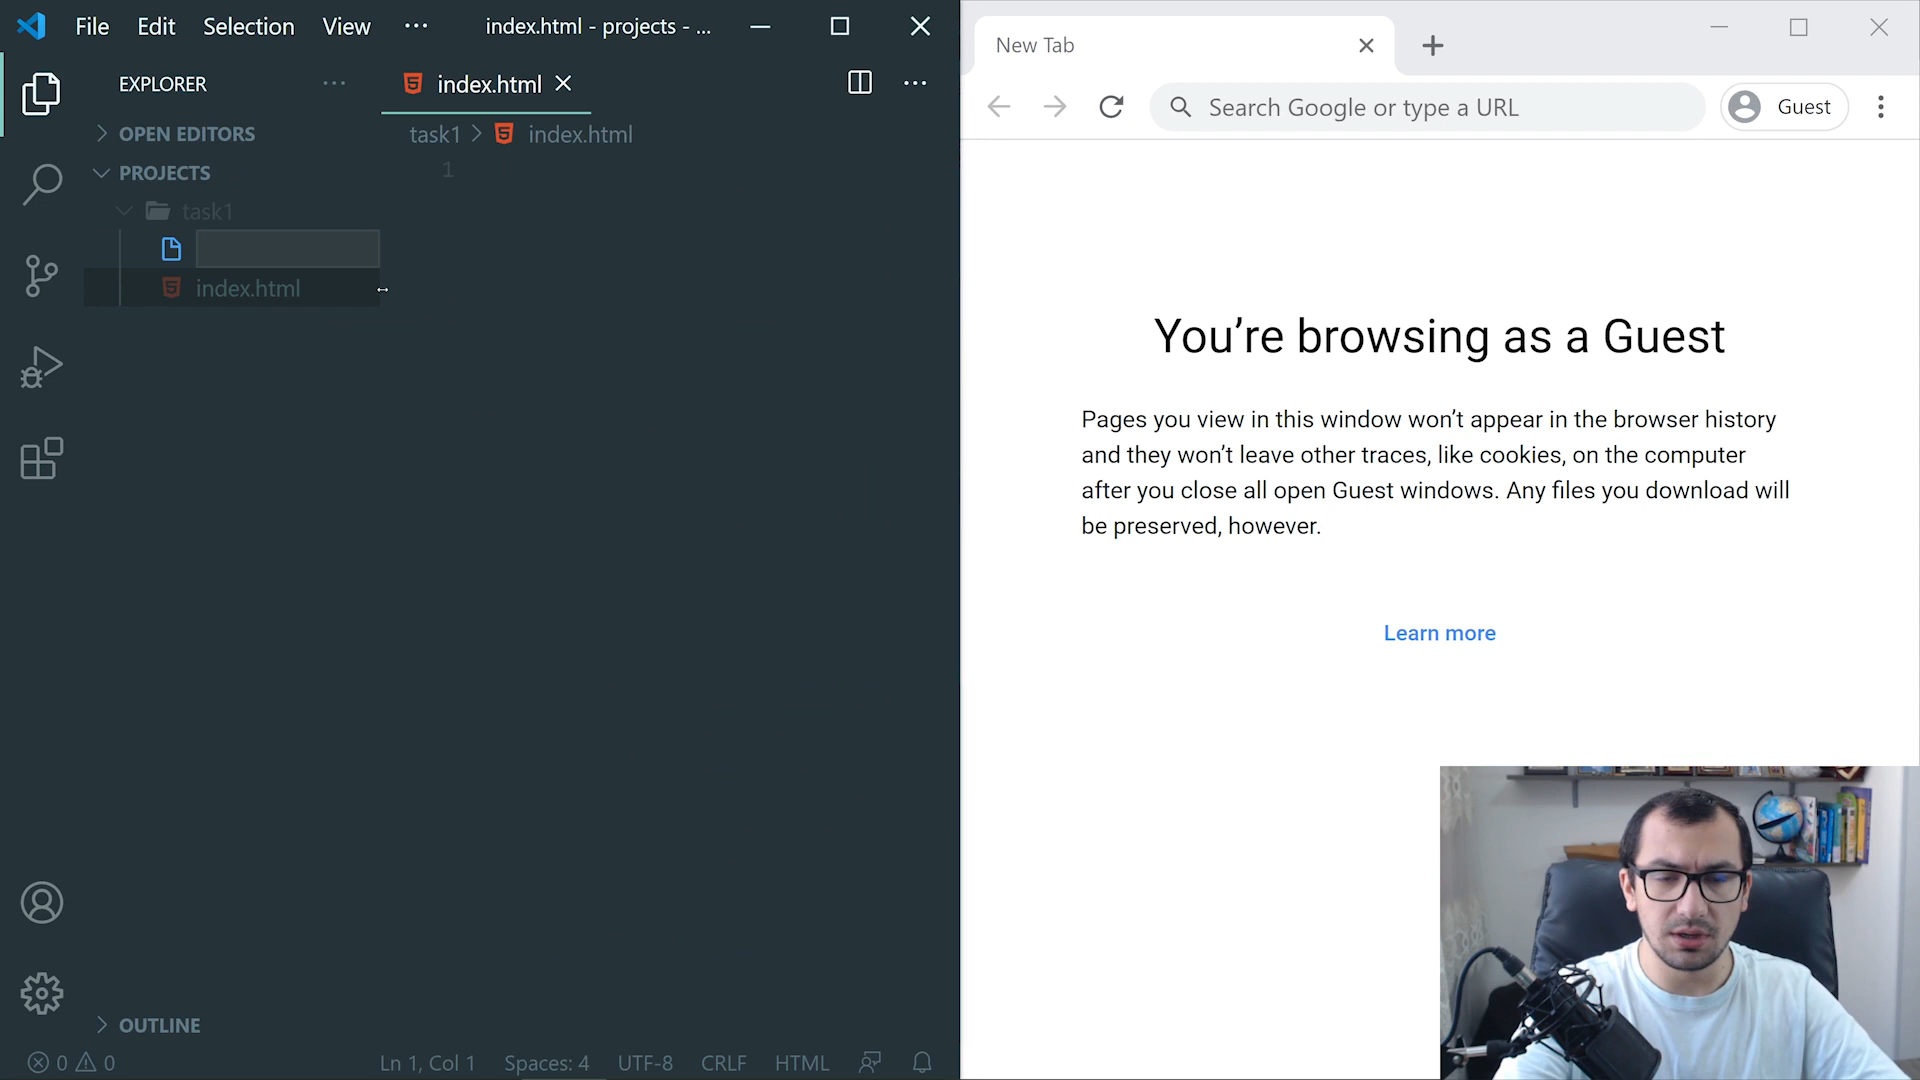 File Edit Selection View ··· index.html - projects - ...
EXPLORER ···
OPEN EDITORS
PROJECTS
task1
index.html
OUTLINE
index.html
task1 > index.html
1
0 0 Ln 1, Col 1 Spaces: 4 UTF-8 CRLF HTML
New Tab
Search Google or type a URL
Guest
You’re browsing as a Guest
Pages you view in this window won’t appear in the browser history
and they won’t leave other traces, like cookies, on the computer
after you close all open Guest windows. Any files you download will
be preserved, however.
Learn more